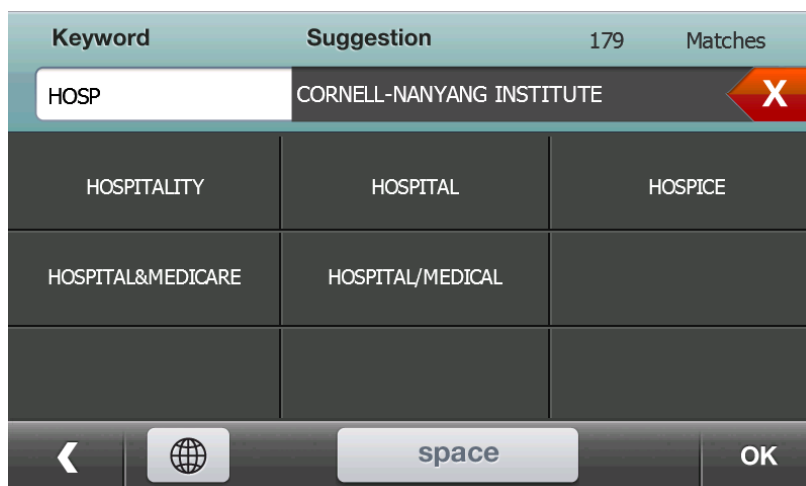 Keyword Suggestion 179 Matches
HOSP CORNELL-NANYANG INSTITUTE X
HOSPITALITY HOSPITAL HOSPICE
HOSPITAL&MEDICARE HOSPITAL/MEDICAL
space OK